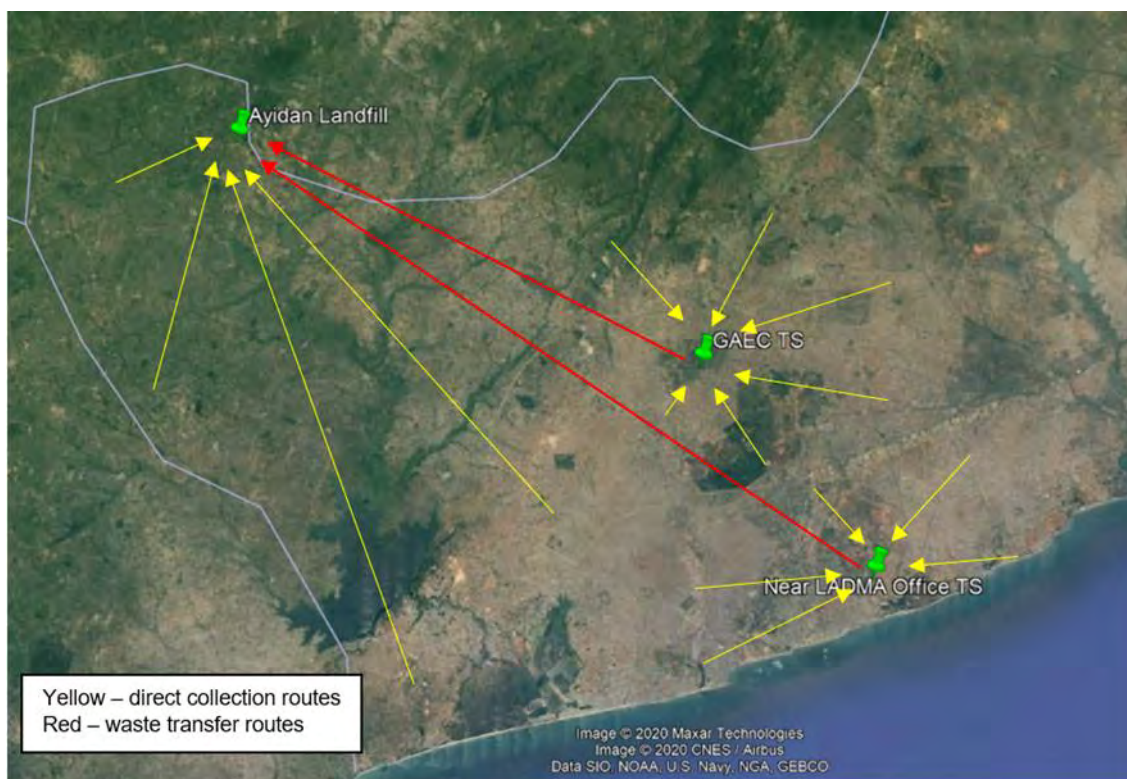 Ayidan Landfill
GAEC TS
Near LADMA Office TS
Yellow – direct collection routes
Red – waste transfer routes
Image © 2020 Maxar Technologies
Image © 2020 CNES / Airbus
Data SIO, NOAA, U.S. Navy, NGA, GEBCO